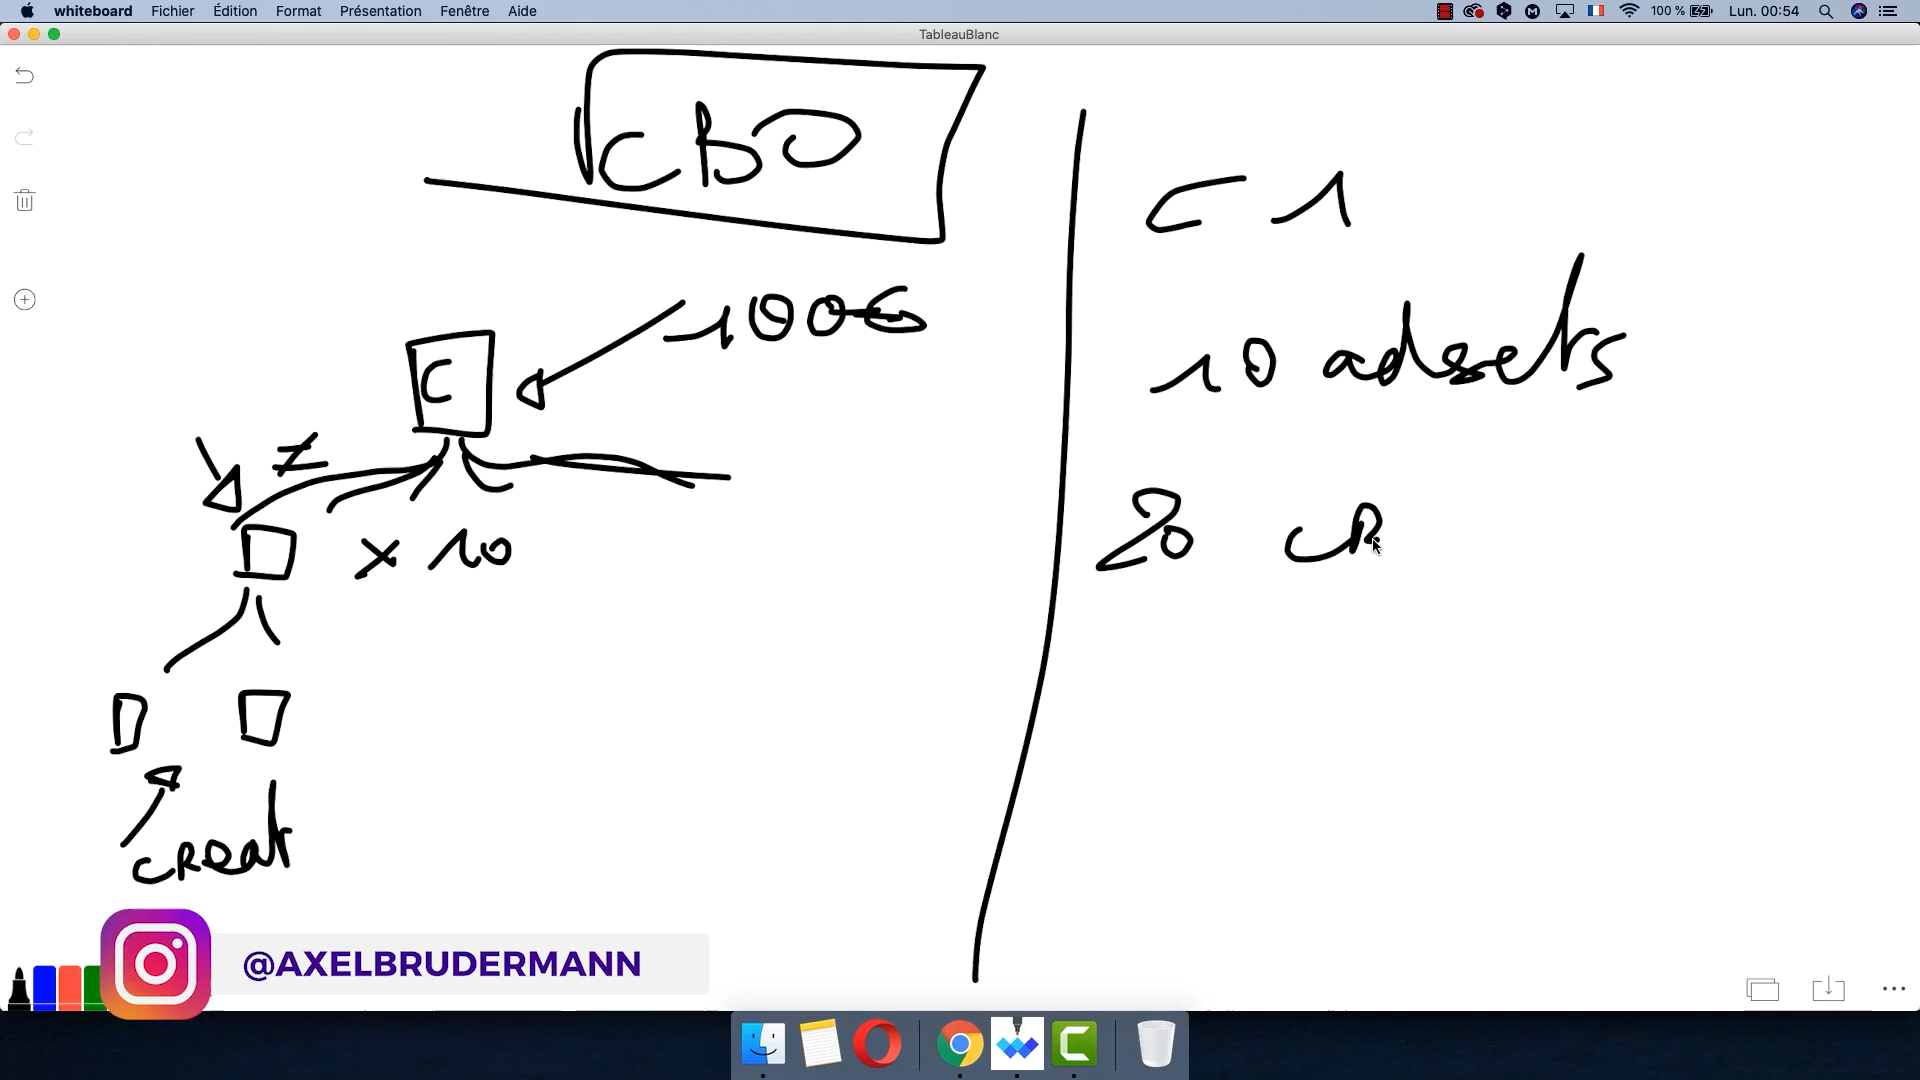 whiteboard Fichier Édition Format Présentation Fenêtre Aide 100 % Lun. 00:54
TableauBlanc
CBO
C 1
100€
10 adsets
C
≠
x 10
20 CR
creat
@AXELBRUDERMANN